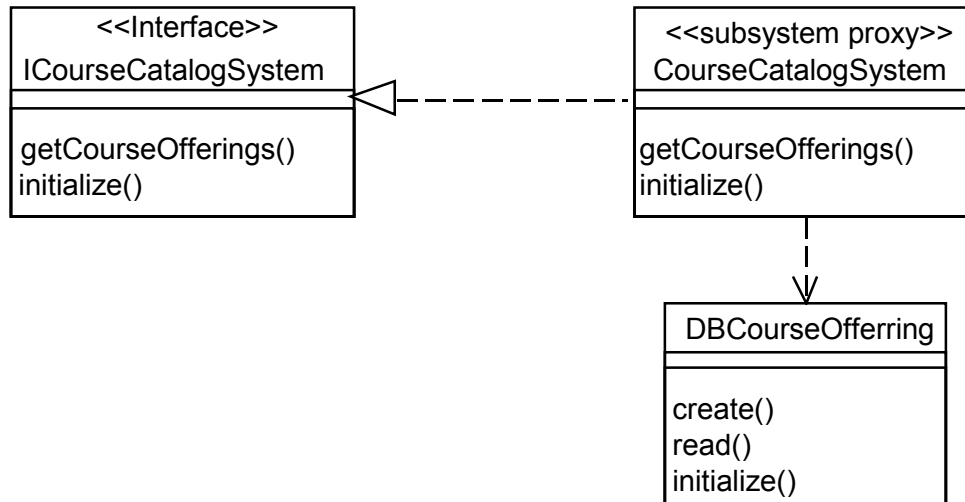 <<Interface>>
ICourseCatalogSystem
getCourseOfferings()
initialize()
<<subsystem proxy>>
CourseCatalogSystem
getCourseOfferings()
initialize()
DBCourseOfferring
create()
read()
initialize()